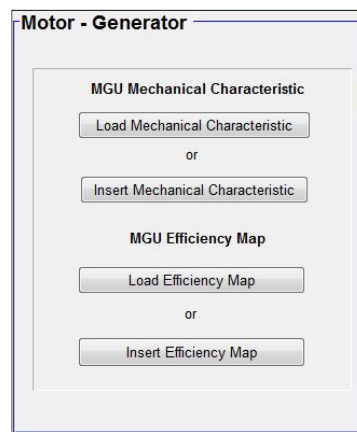 Motor - Generator
MGU Mechanical Characteristic
Load Mechanical Characteristic
or
Insert Mechanical Characteristic
MGU Efficiency Map
Load Efficiency Map
or
Insert Efficiency Map